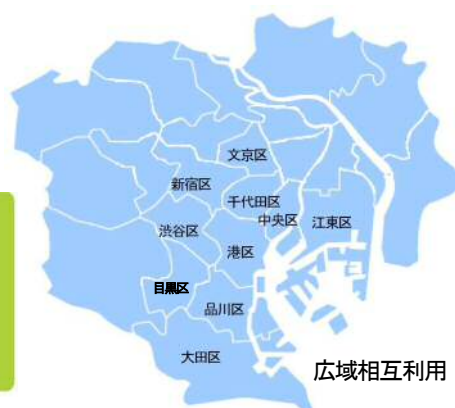 文京区
新宿区
千代田区
中央区
江東区
渋谷区
港区
目黒区
品川区
大田区
広域相互利用